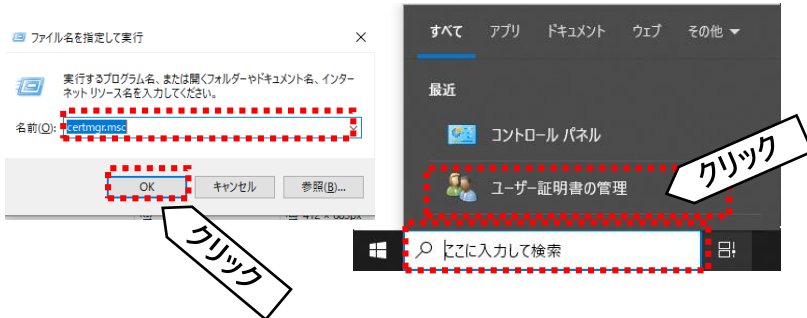 ファイル名を指定して実行
実行するプログラム名、または開くフォルダーやドキュメント名、インター
ネット リソース名を入力してください。
名前(O): certmgr.msc
OK キャンセル 参照(B)...
クリック
すべて アプリ ドキュメント ウェブ その他
最近
コントロール パネル
ユーザー証明書の管理
クリック
ここに入力して検索